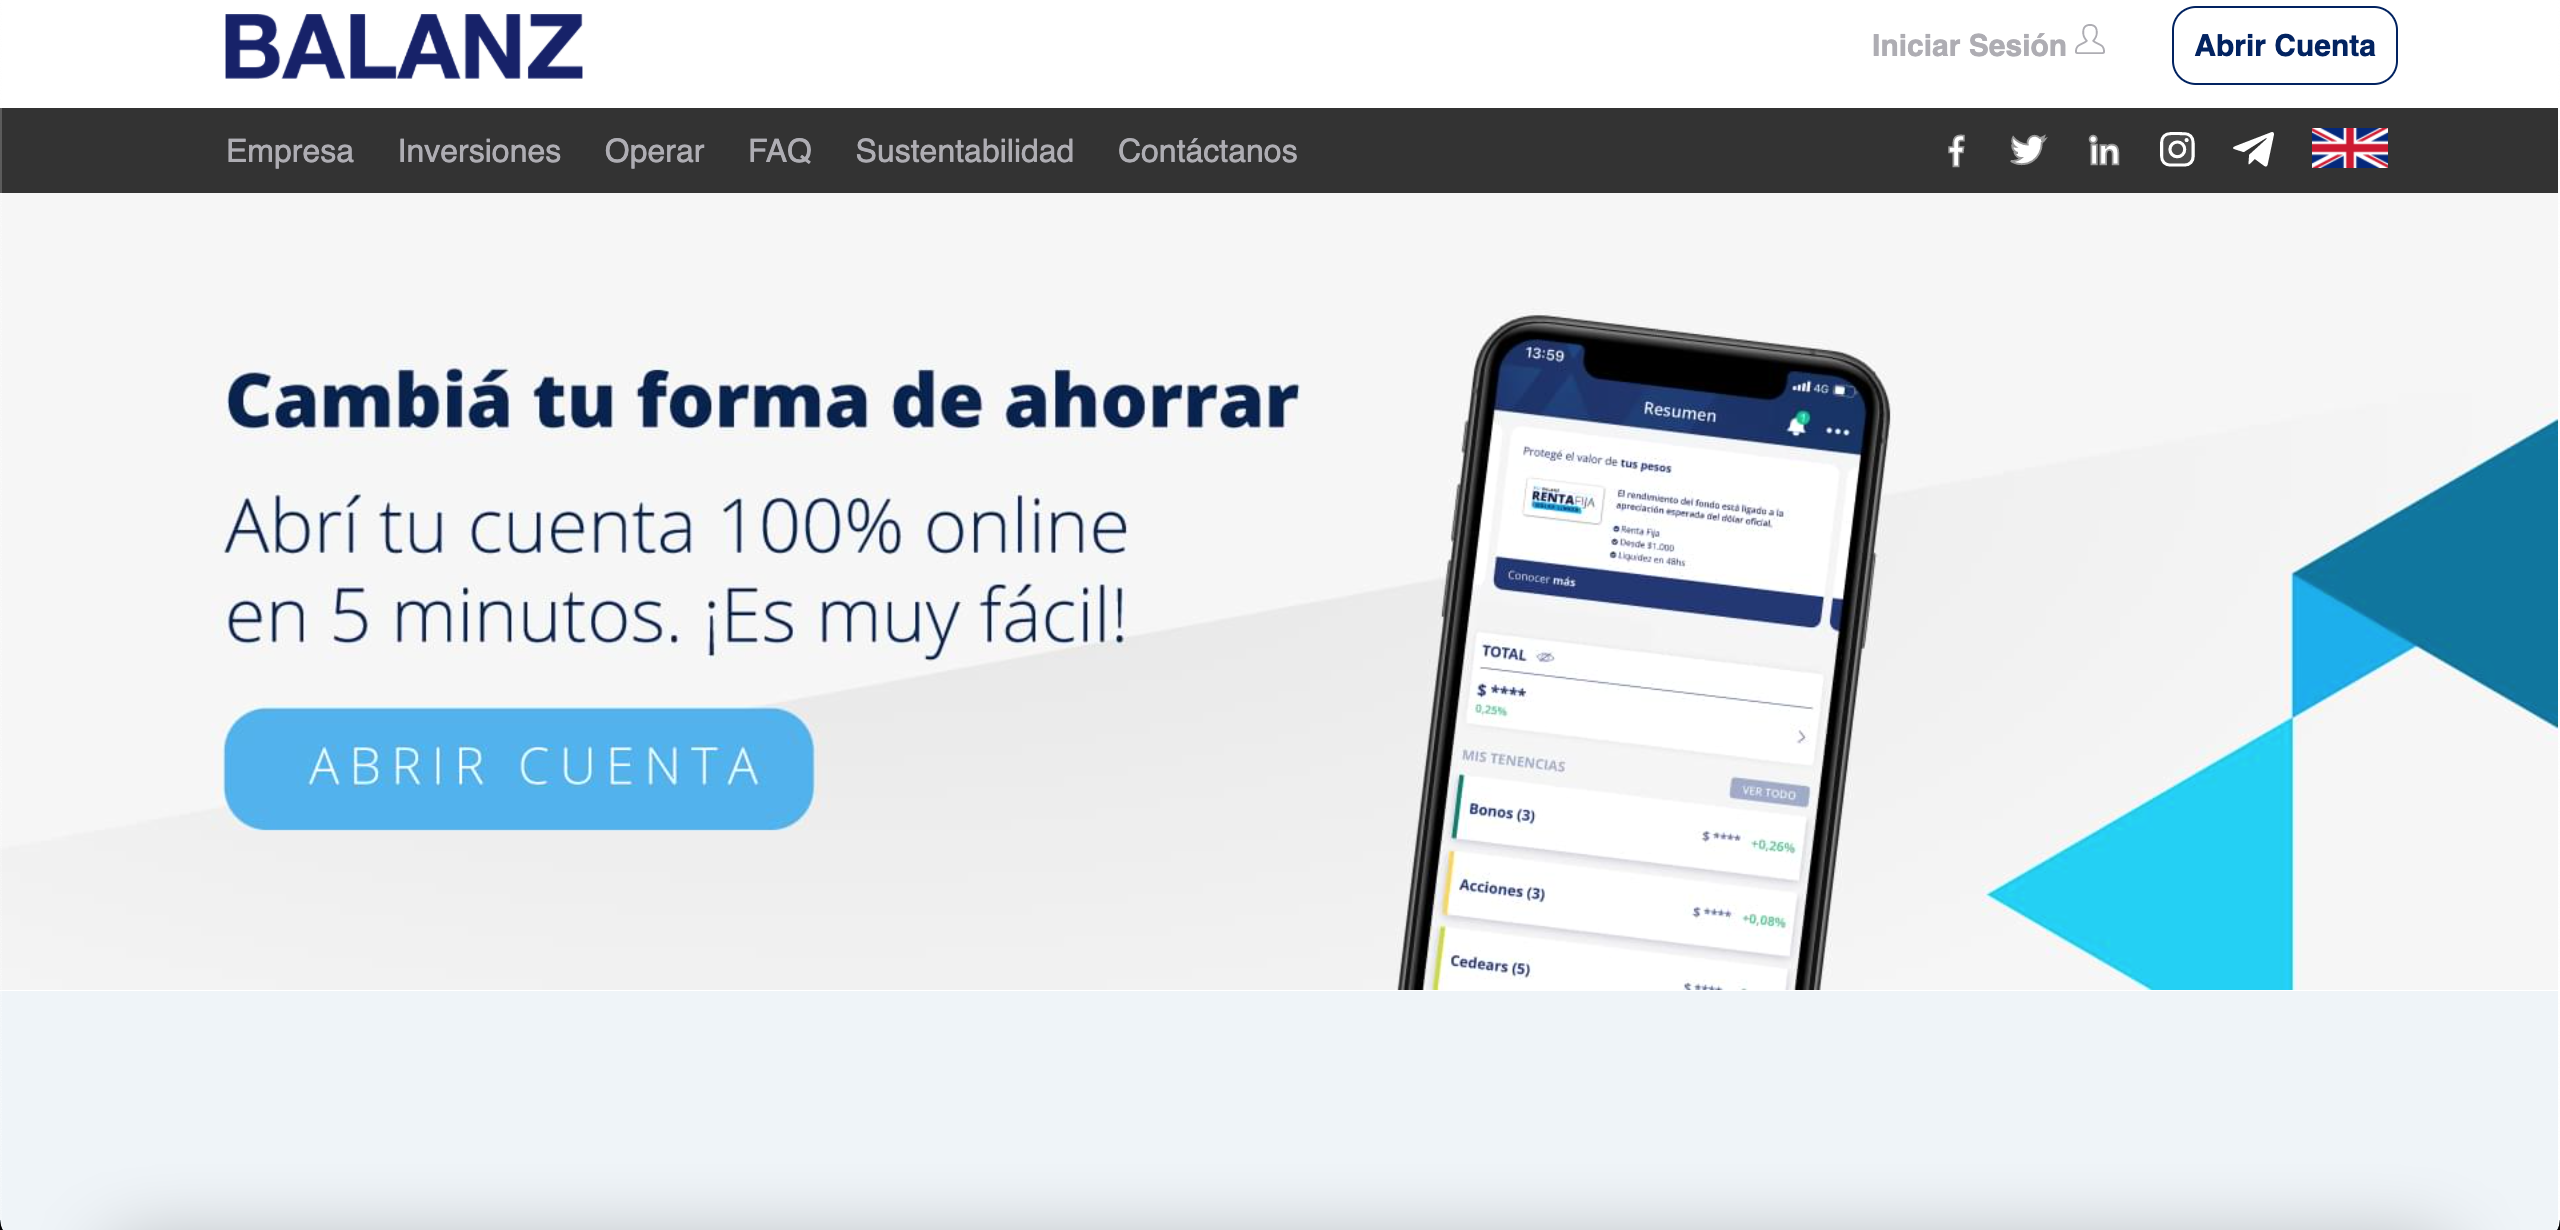 BALANZ
Iniciar Sesión
Abrir Cuenta
Empresa Inversiones Operar FAQ Sustentabilidad Contáctanos
Cambiá tu forma de ahorrar
Abrí tu cuenta 100% online
en 5 minutos. ¡Es muy fácil!
ABRIR CUENTA
13:59
4G
Resumen
1
Protegé el valor de tus pesos
RENTA FIJA
El rendimiento del fondo está ligado a la
apreciación esperada del dólar oficial.
Renta Fija
Desde $1.000
Liquidez en 48hs
Conocer más
TOTAL
$ ****
0,25%
MIS TENENCIAS
VER TODO
Bonos (3)
$ **** +0,26%
Acciones (3)
$ **** +0,08%
Cedears (5)
$ ****